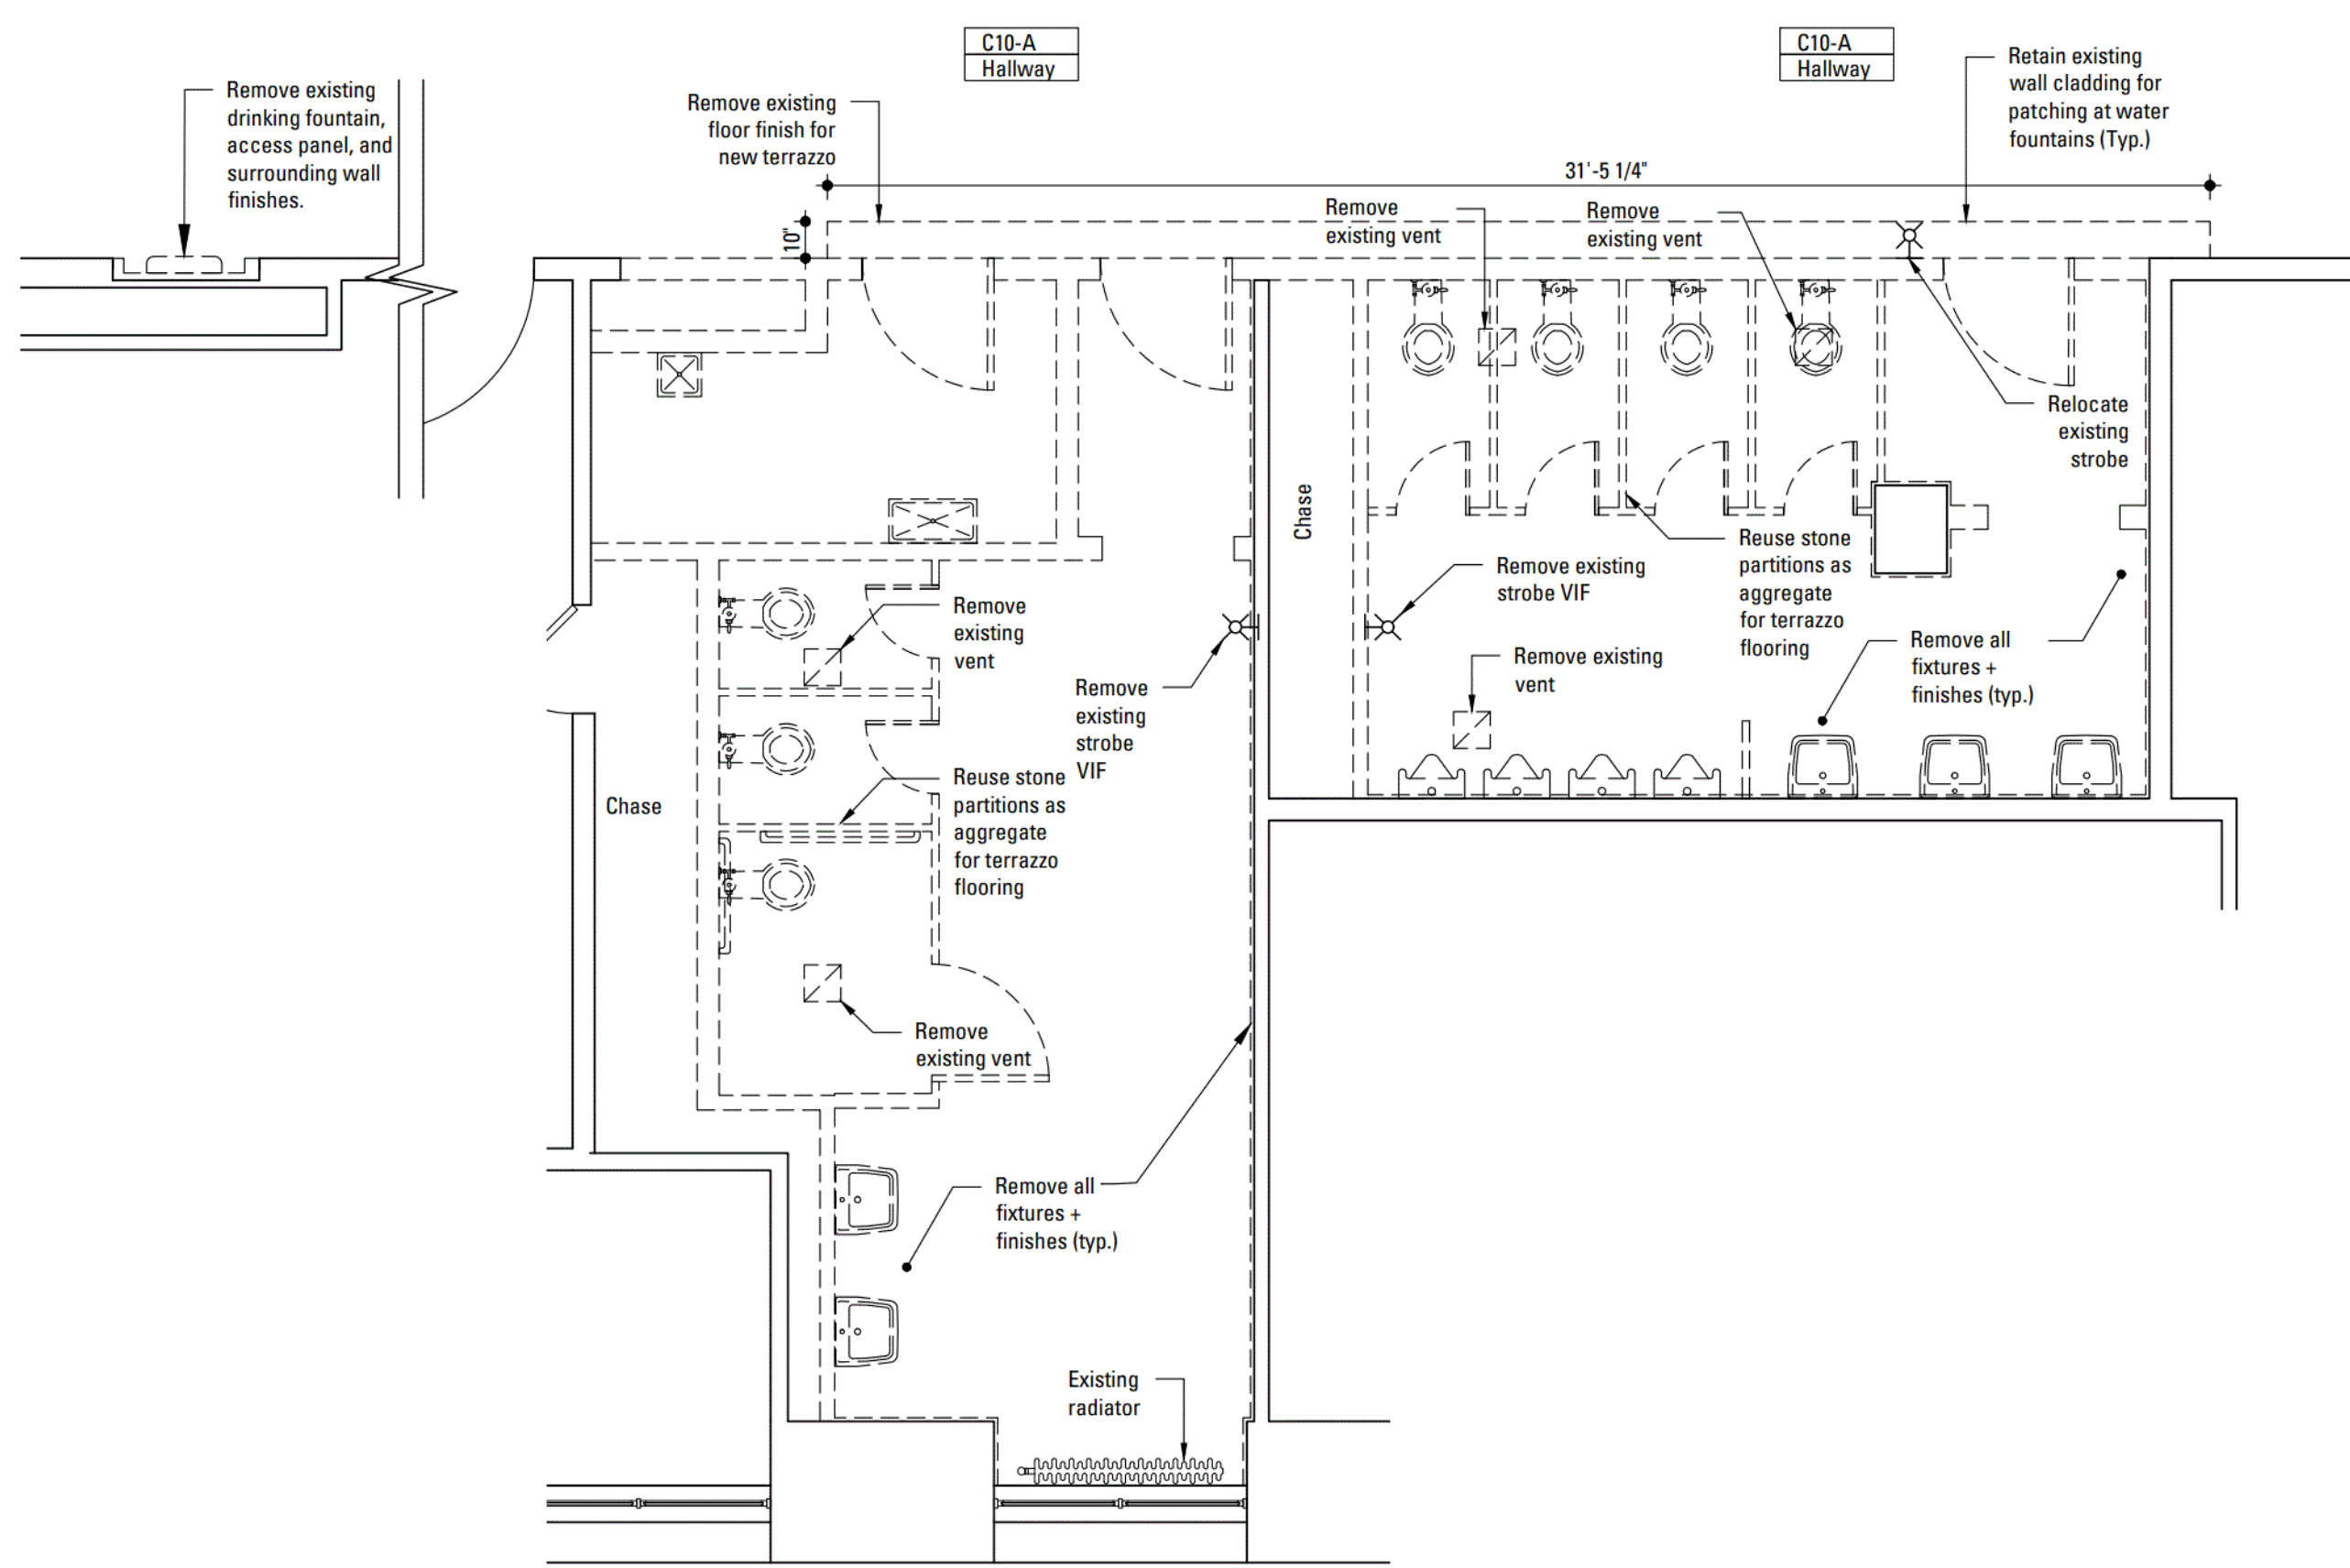 C10-A
Hallway
C10-A
Hallway
Remove existing
drinking fountain,
access panel, and
surrounding wall
finishes.
Remove existing
floor finish for
new terrazzo
Retain existing
wall cladding for
patching at water
fountains (Typ.)
31'-5 1/4"
10"
Remove
existing vent
Remove
existing vent
Relocate
existing
strobe
Chase
Remove existing
strobe VIF
Reuse stone
partitions as
aggregate
for terrazzo
flooring
Remove existing
vent
Remove all
fixtures +
finishes (typ.)
Remove
existing
vent
Remove
existing
strobe
VIF
Chase
Reuse stone
partitions as
aggregate
for terrazzo
flooring
Remove
existing vent
Remove all
fixtures +
finishes (typ.)
Existing
radiator